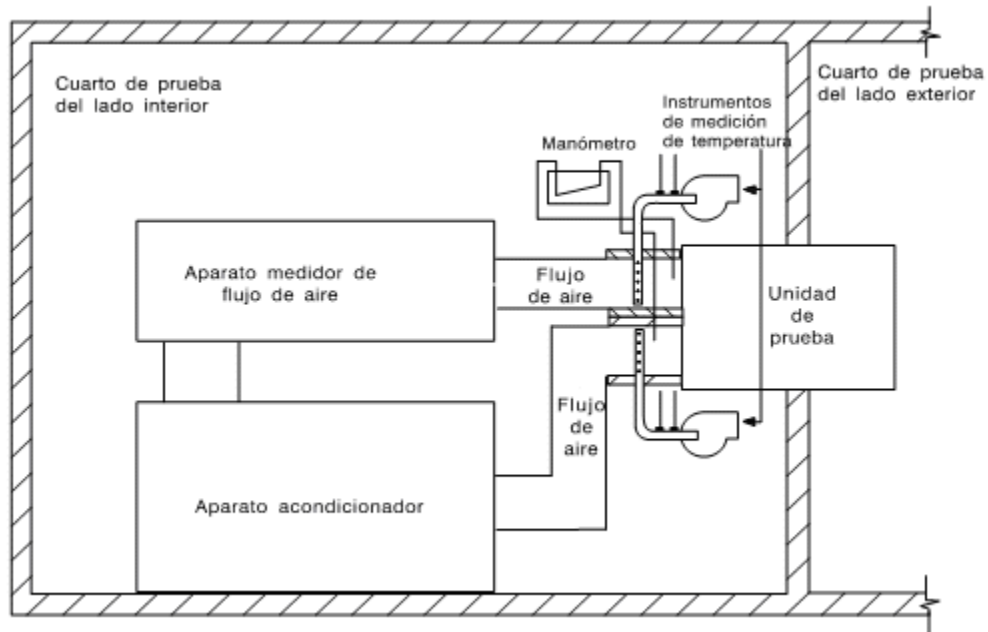 Cuarto de prueba
del lado interior
Cuarto de prueba
del lado exterior
Instrumentos
de medición
de temperatura
Manómetro
Aparato medidor de
flujo de aire
Flujo
de aire
Unidad
de
prueba
Flujo
de
aire
Aparato acondicionador